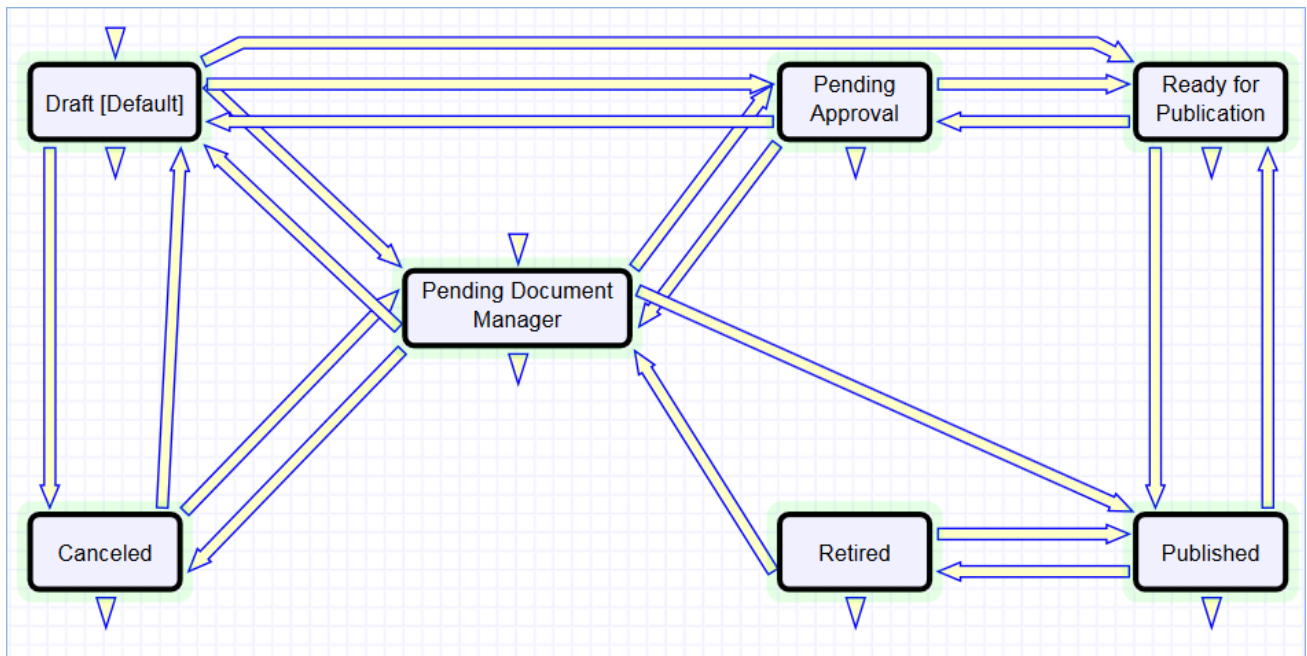 Draft [Default]
Pending
Approval
Ready for
Publication
Pending Document
Manager
Canceled
Retired
Published